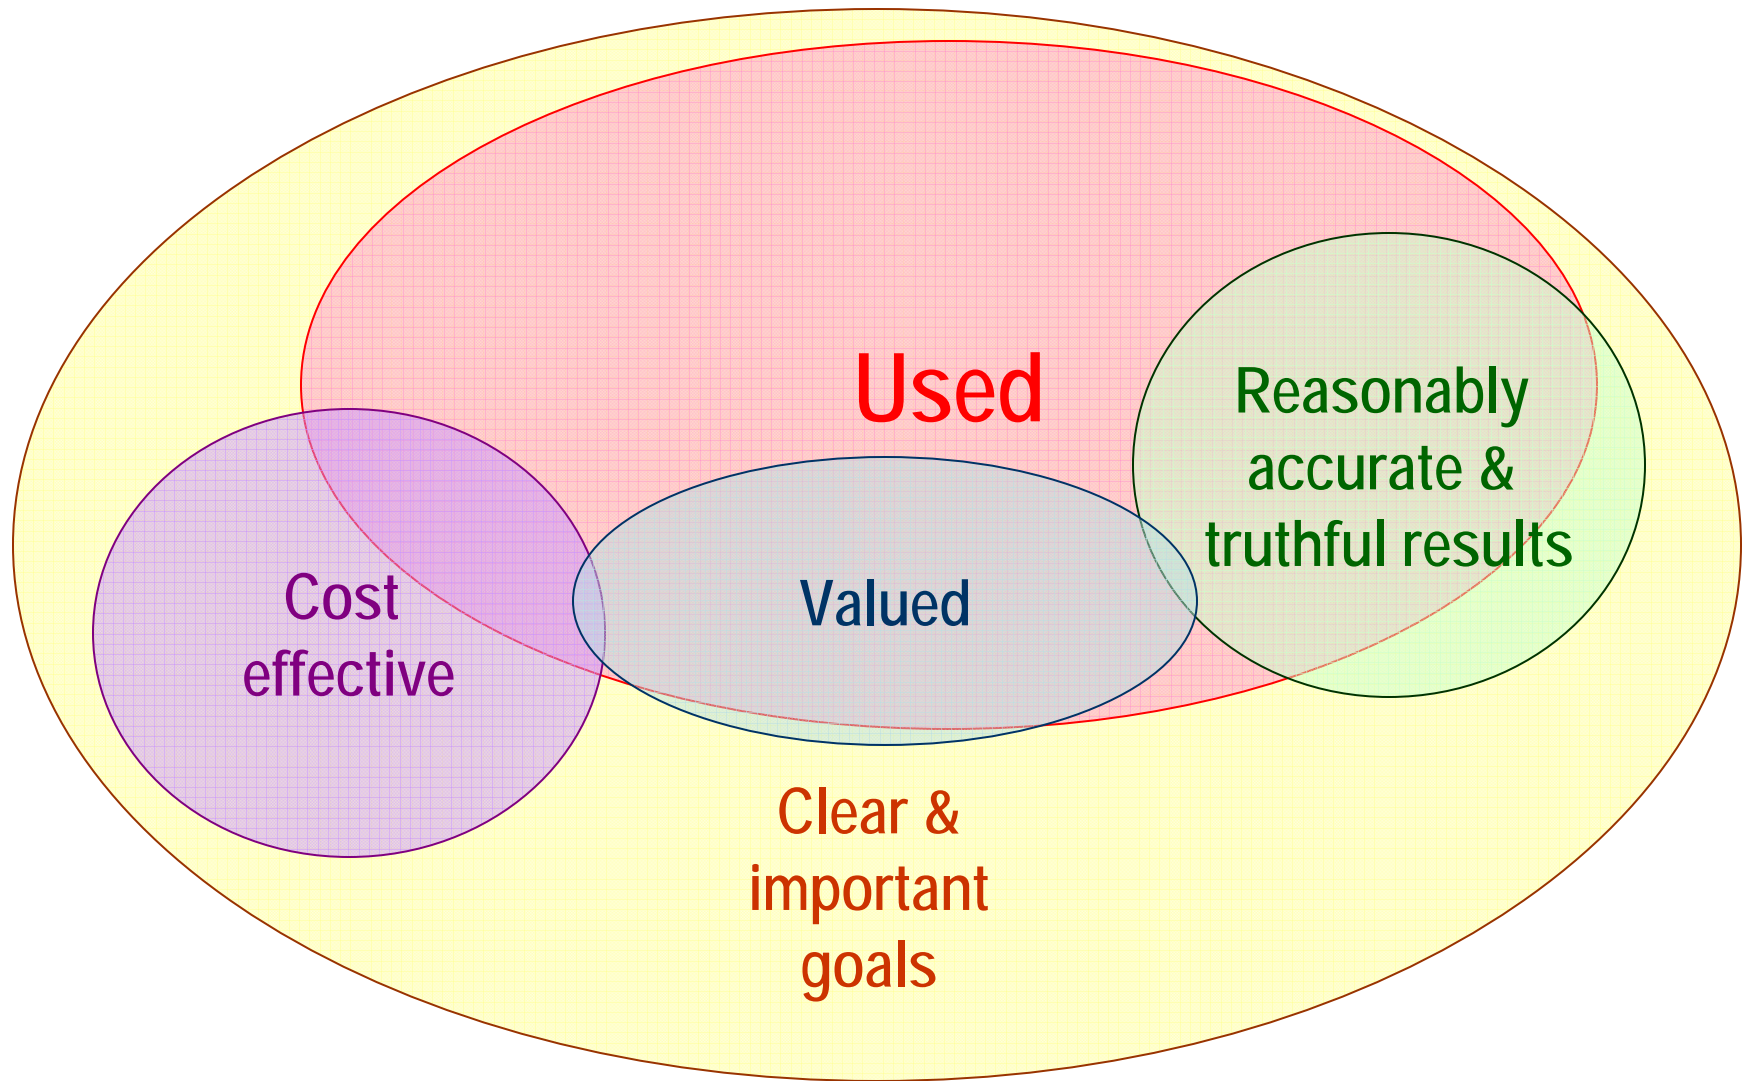 Used
Reasonably
accurate &
truthful results
Cost
effective
Valued
Clear &
important
goals